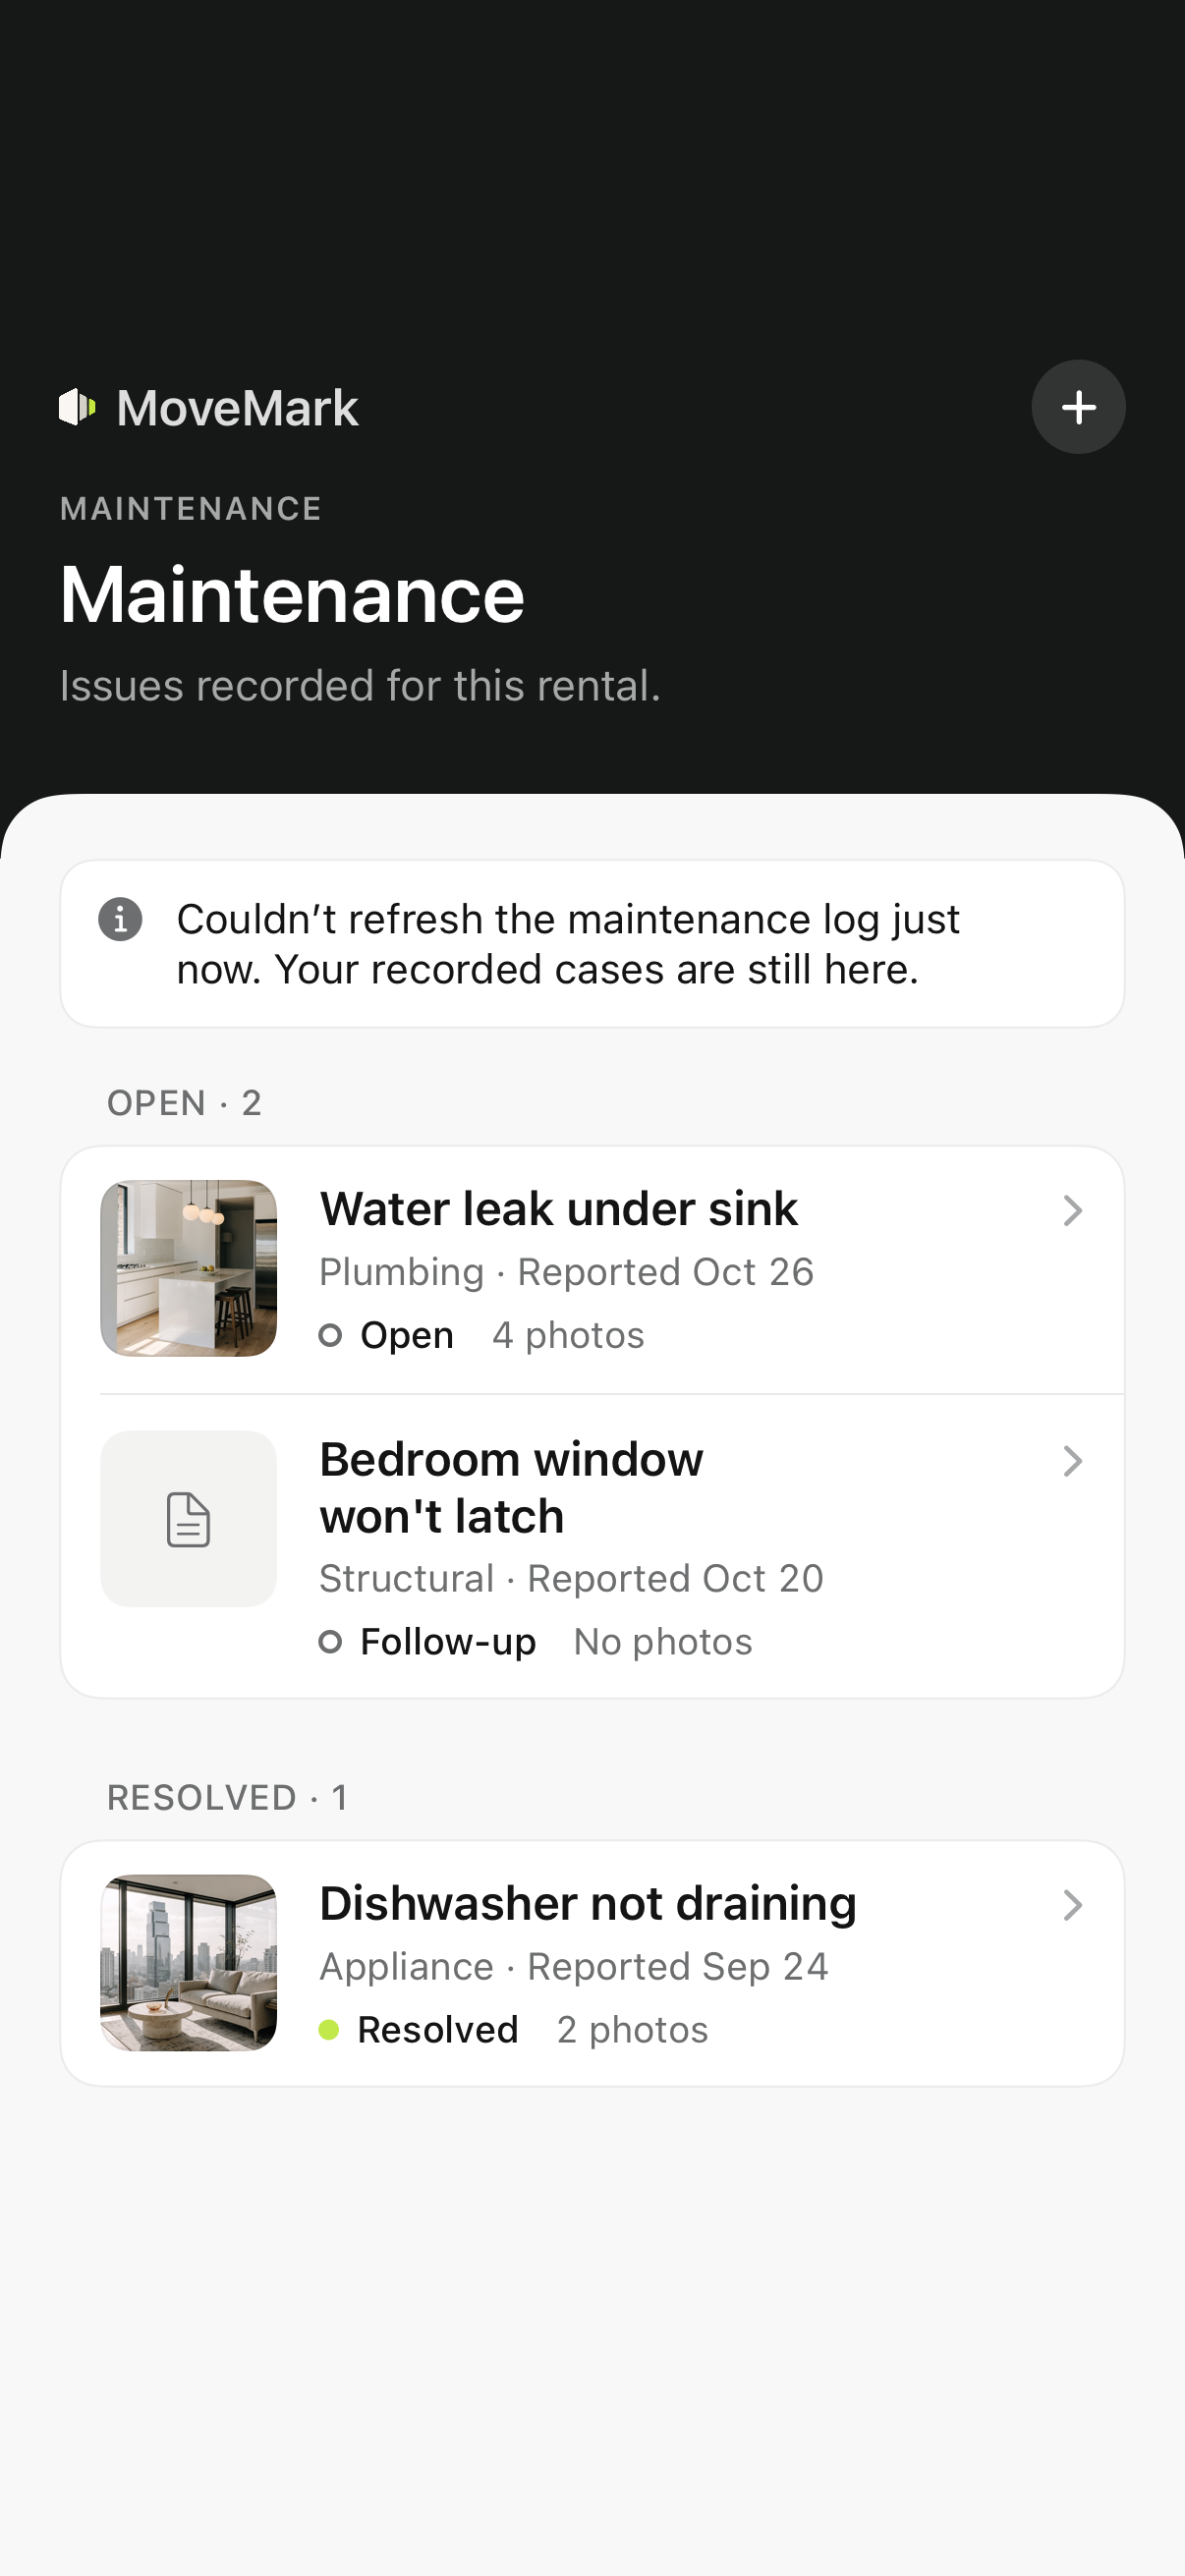 MoveMark
MAINTENANCE
Maintenance
Issues recorded for this rental.
Couldn’t refresh the maintenance log just
now. Your recorded cases are still here.
OPEN · 2
Water leak under sink
Plumbing · Reported Oct 26
Open 4 photos
Bedroom window
won't latch
Structural · Reported Oct 20
Follow-up No photos
RESOLVED · 1
Dishwasher not draining
Appliance · Reported Sep 24
Resolved 2 photos